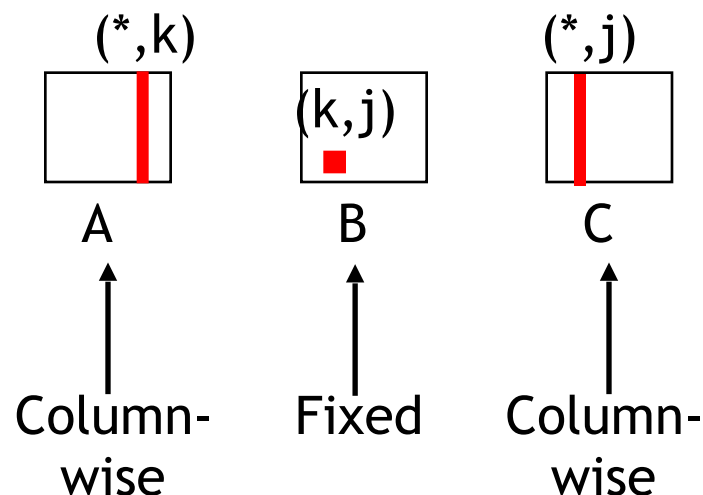 (*,k)
(*,j)
(k,j)
A
B
C
Column-
wise
Fixed
Column-
wise